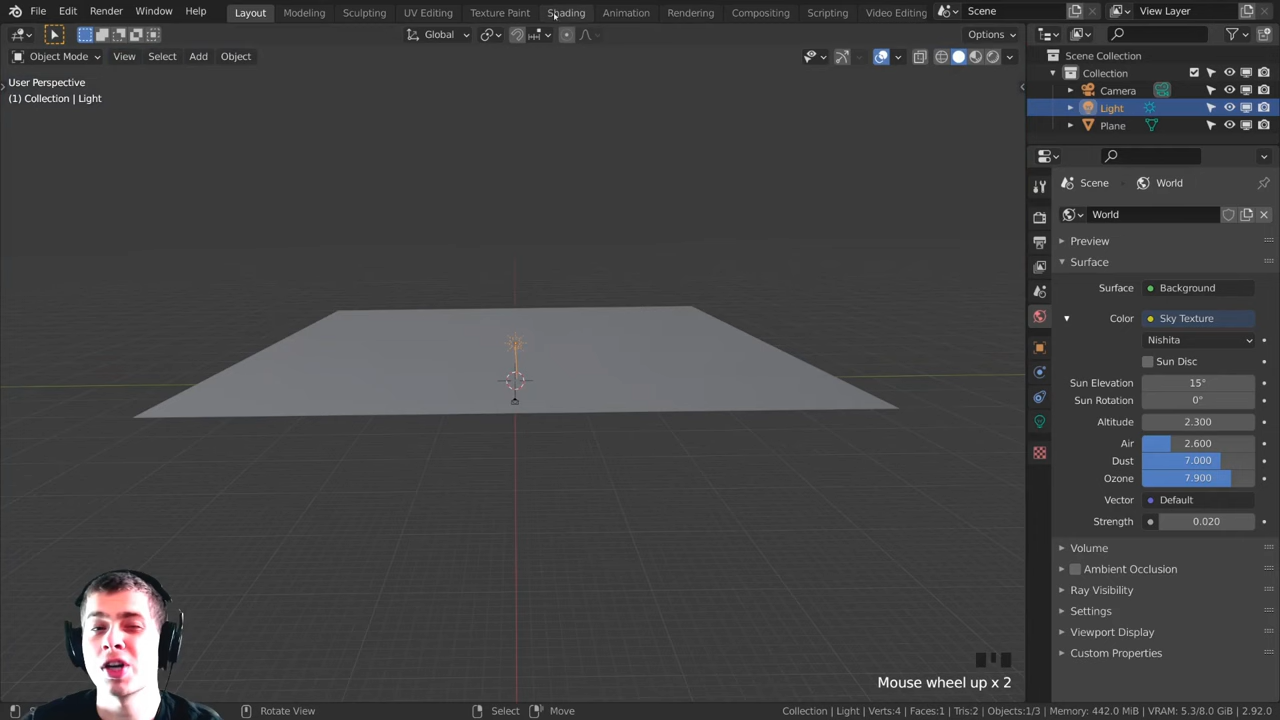 File Edit Render Window Help Layout Modeling Sculpting UV Editing Texture Paint Shading Animation Rendering Compositing Scripting Video Editing Scene View Layer
Global Options
Object Mode View Select Add Object
User Perspective
(1) Collection | Light
Scene Collection
Collection
Camera
Light
Plane
Scene World
World
Preview
Surface
Surface Background
Color Sky Texture
Nishita
Sun Disc
Sun Elevation 15°
Sun Rotation 0°
Altitude 2.300
Air 2.600
Dust 7.000
Ozone 7.900
Vector Default
Strength 0.020
Volume
Ambient Occlusion
Ray Visibility
Settings
Viewport Display
Custom Properties
Mouse wheel up x 2
Rotate View Select Move Collection | Light | Verts:4 | Faces:1 | Tris:2 | Objects:1/3 | Memory: 442.0 MiB | VRAM: 5.3/8.0 GiB | 2.92.0